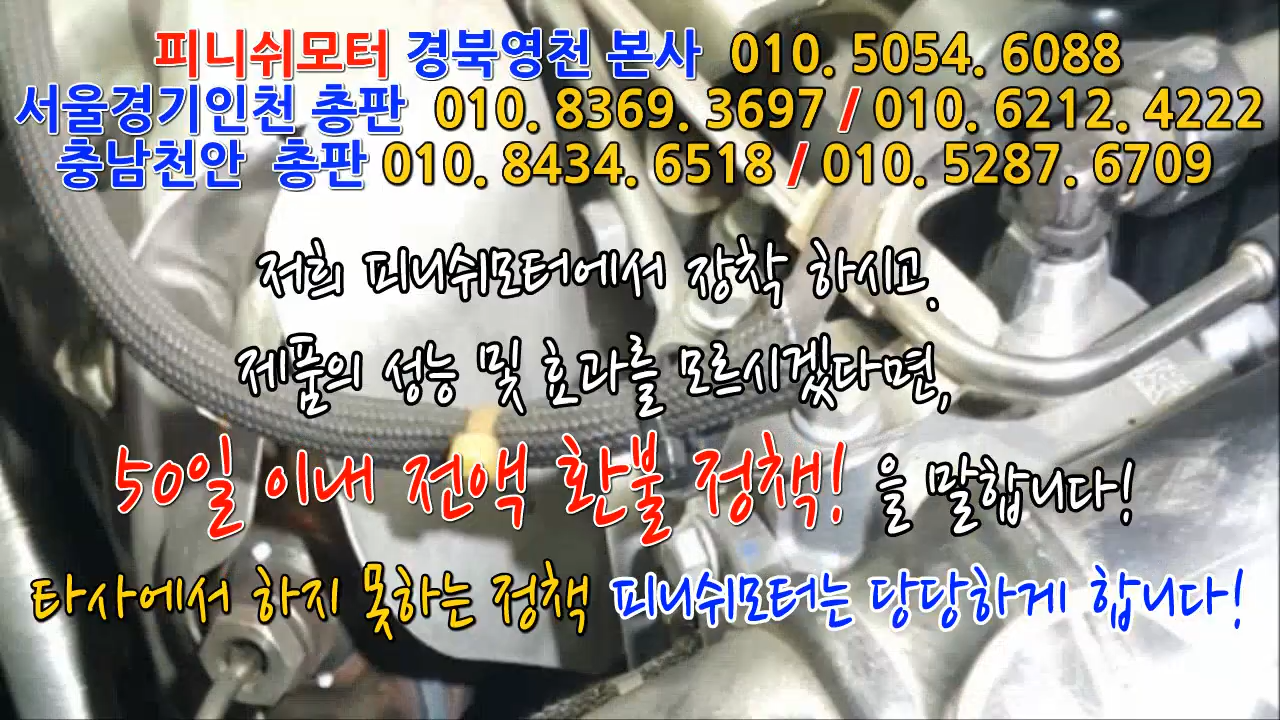 피니쉬모터 경북영천 본사 010. 5054. 6088
서울경기인천 총판 010. 8369. 3697 / 010. 6212. 4222
충남천안 총판 010. 8434. 6518 / 010. 5287. 6709
저희 피니쉬모터에서 장착 하시고.
제품의 성능 및 효과를 모르시겠다면,
50일 이내 전액 환불 정책! 을 말합니다!
타사에서 하지 못하는 정책 피니쉬모터는 당당하게 합니다!